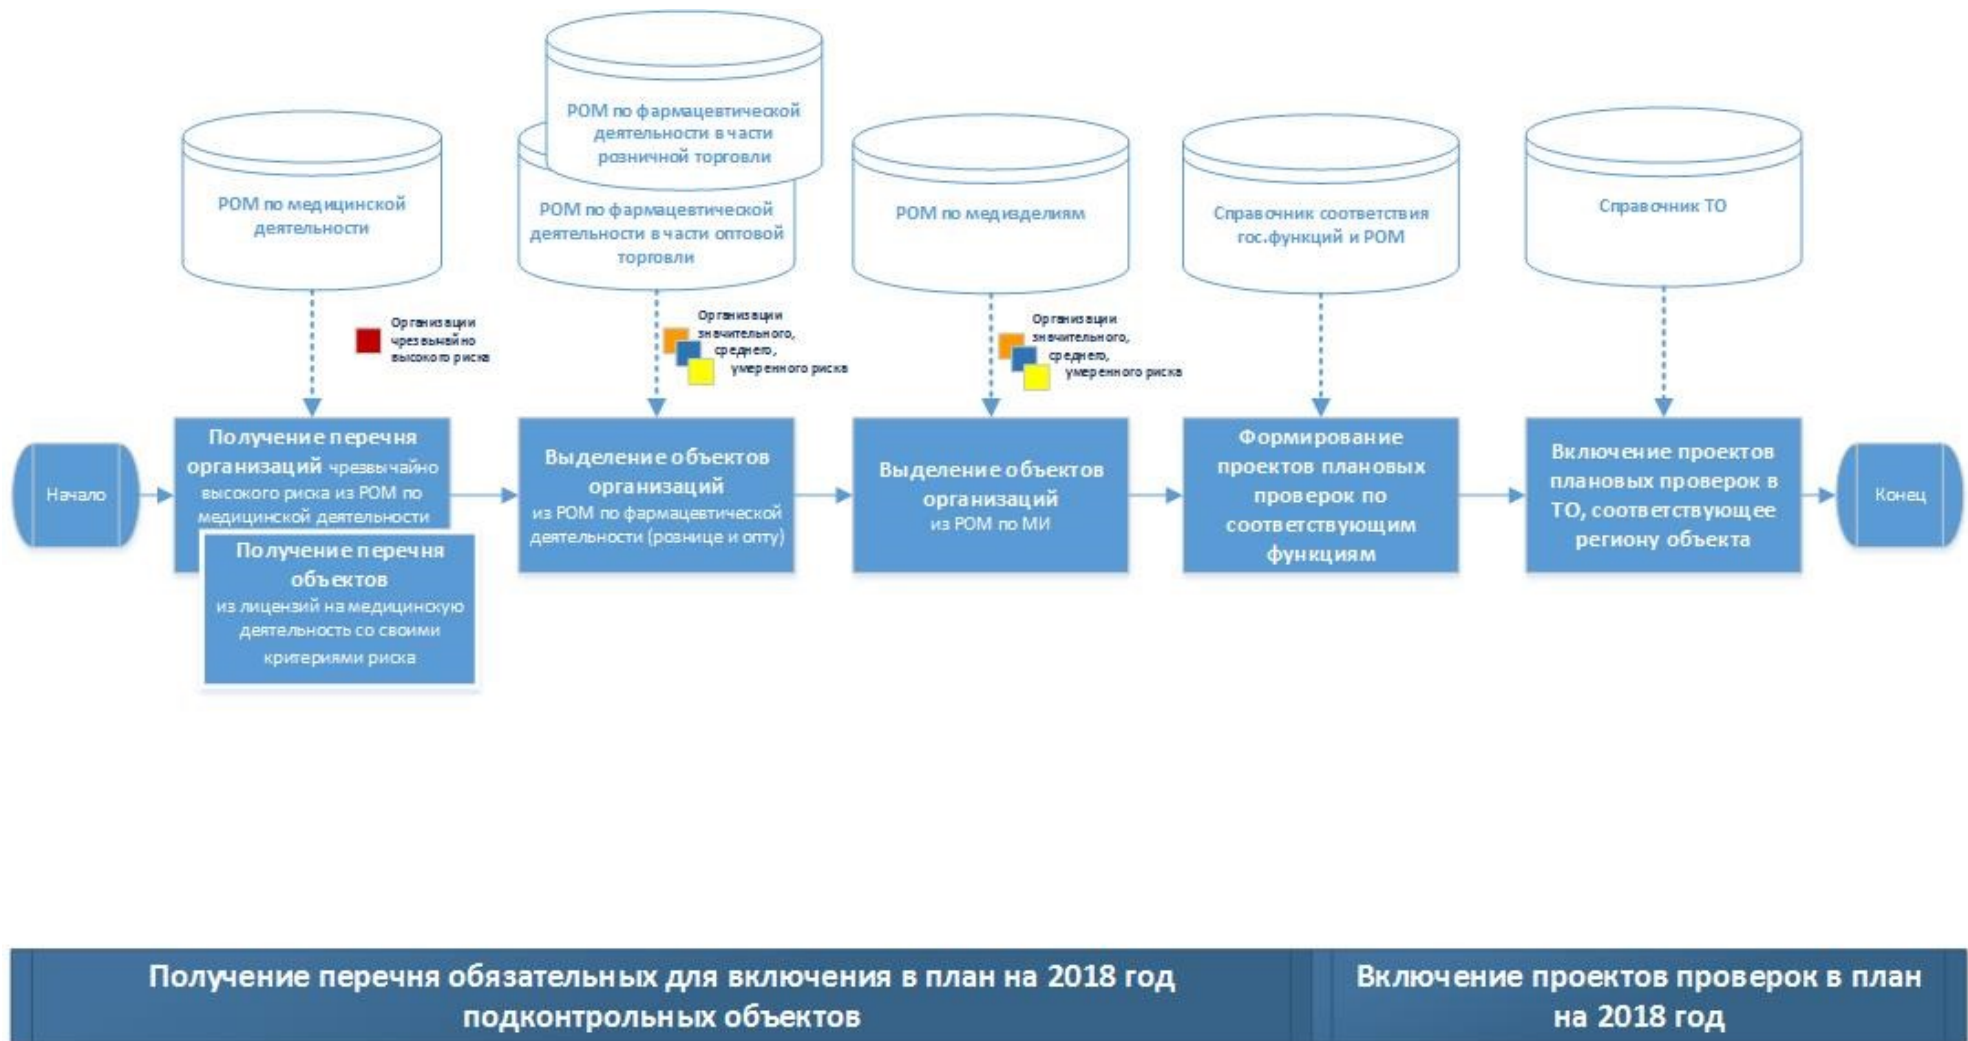 РОМ по фармацевтической
деятельности в части
розничной торговли
РОМ по медицинской
деятельности
РОМ по фармацевтической
деятельности в части оптовой
торговли
РОМ по медизделиям
Справочник соответствия
гос.функций и РОМ
Справочник ТО
Организации
чрезвычайно
высокого риска
Организации
значительного,
среднего,
умеренного риска
Организации
значительного,
среднего,
умеренного риска
Начало
Получение перечня
организаций чрезвычайно
высокого риска из РОМ по
медицинской деятельности
Получение перечня
объектов
из лицензий на медицинскую
деятельность со своими
критериями риска
Выделение объектов
организаций
из РОМ по фармацевтической
деятельности (рознице и опту)
Выделение объектов
организаций
из РОМ по МИ
Формирование
проектов плановых
проверок по
соответствующим
функциям
Включение проектов
плановых проверок в
ТО, соответствующее
региону объекта
Конец
Получение перечня обязательных для включения в план на 2018 год
подконтрольных объектов
Включение проектов проверок в план
на 2018 год